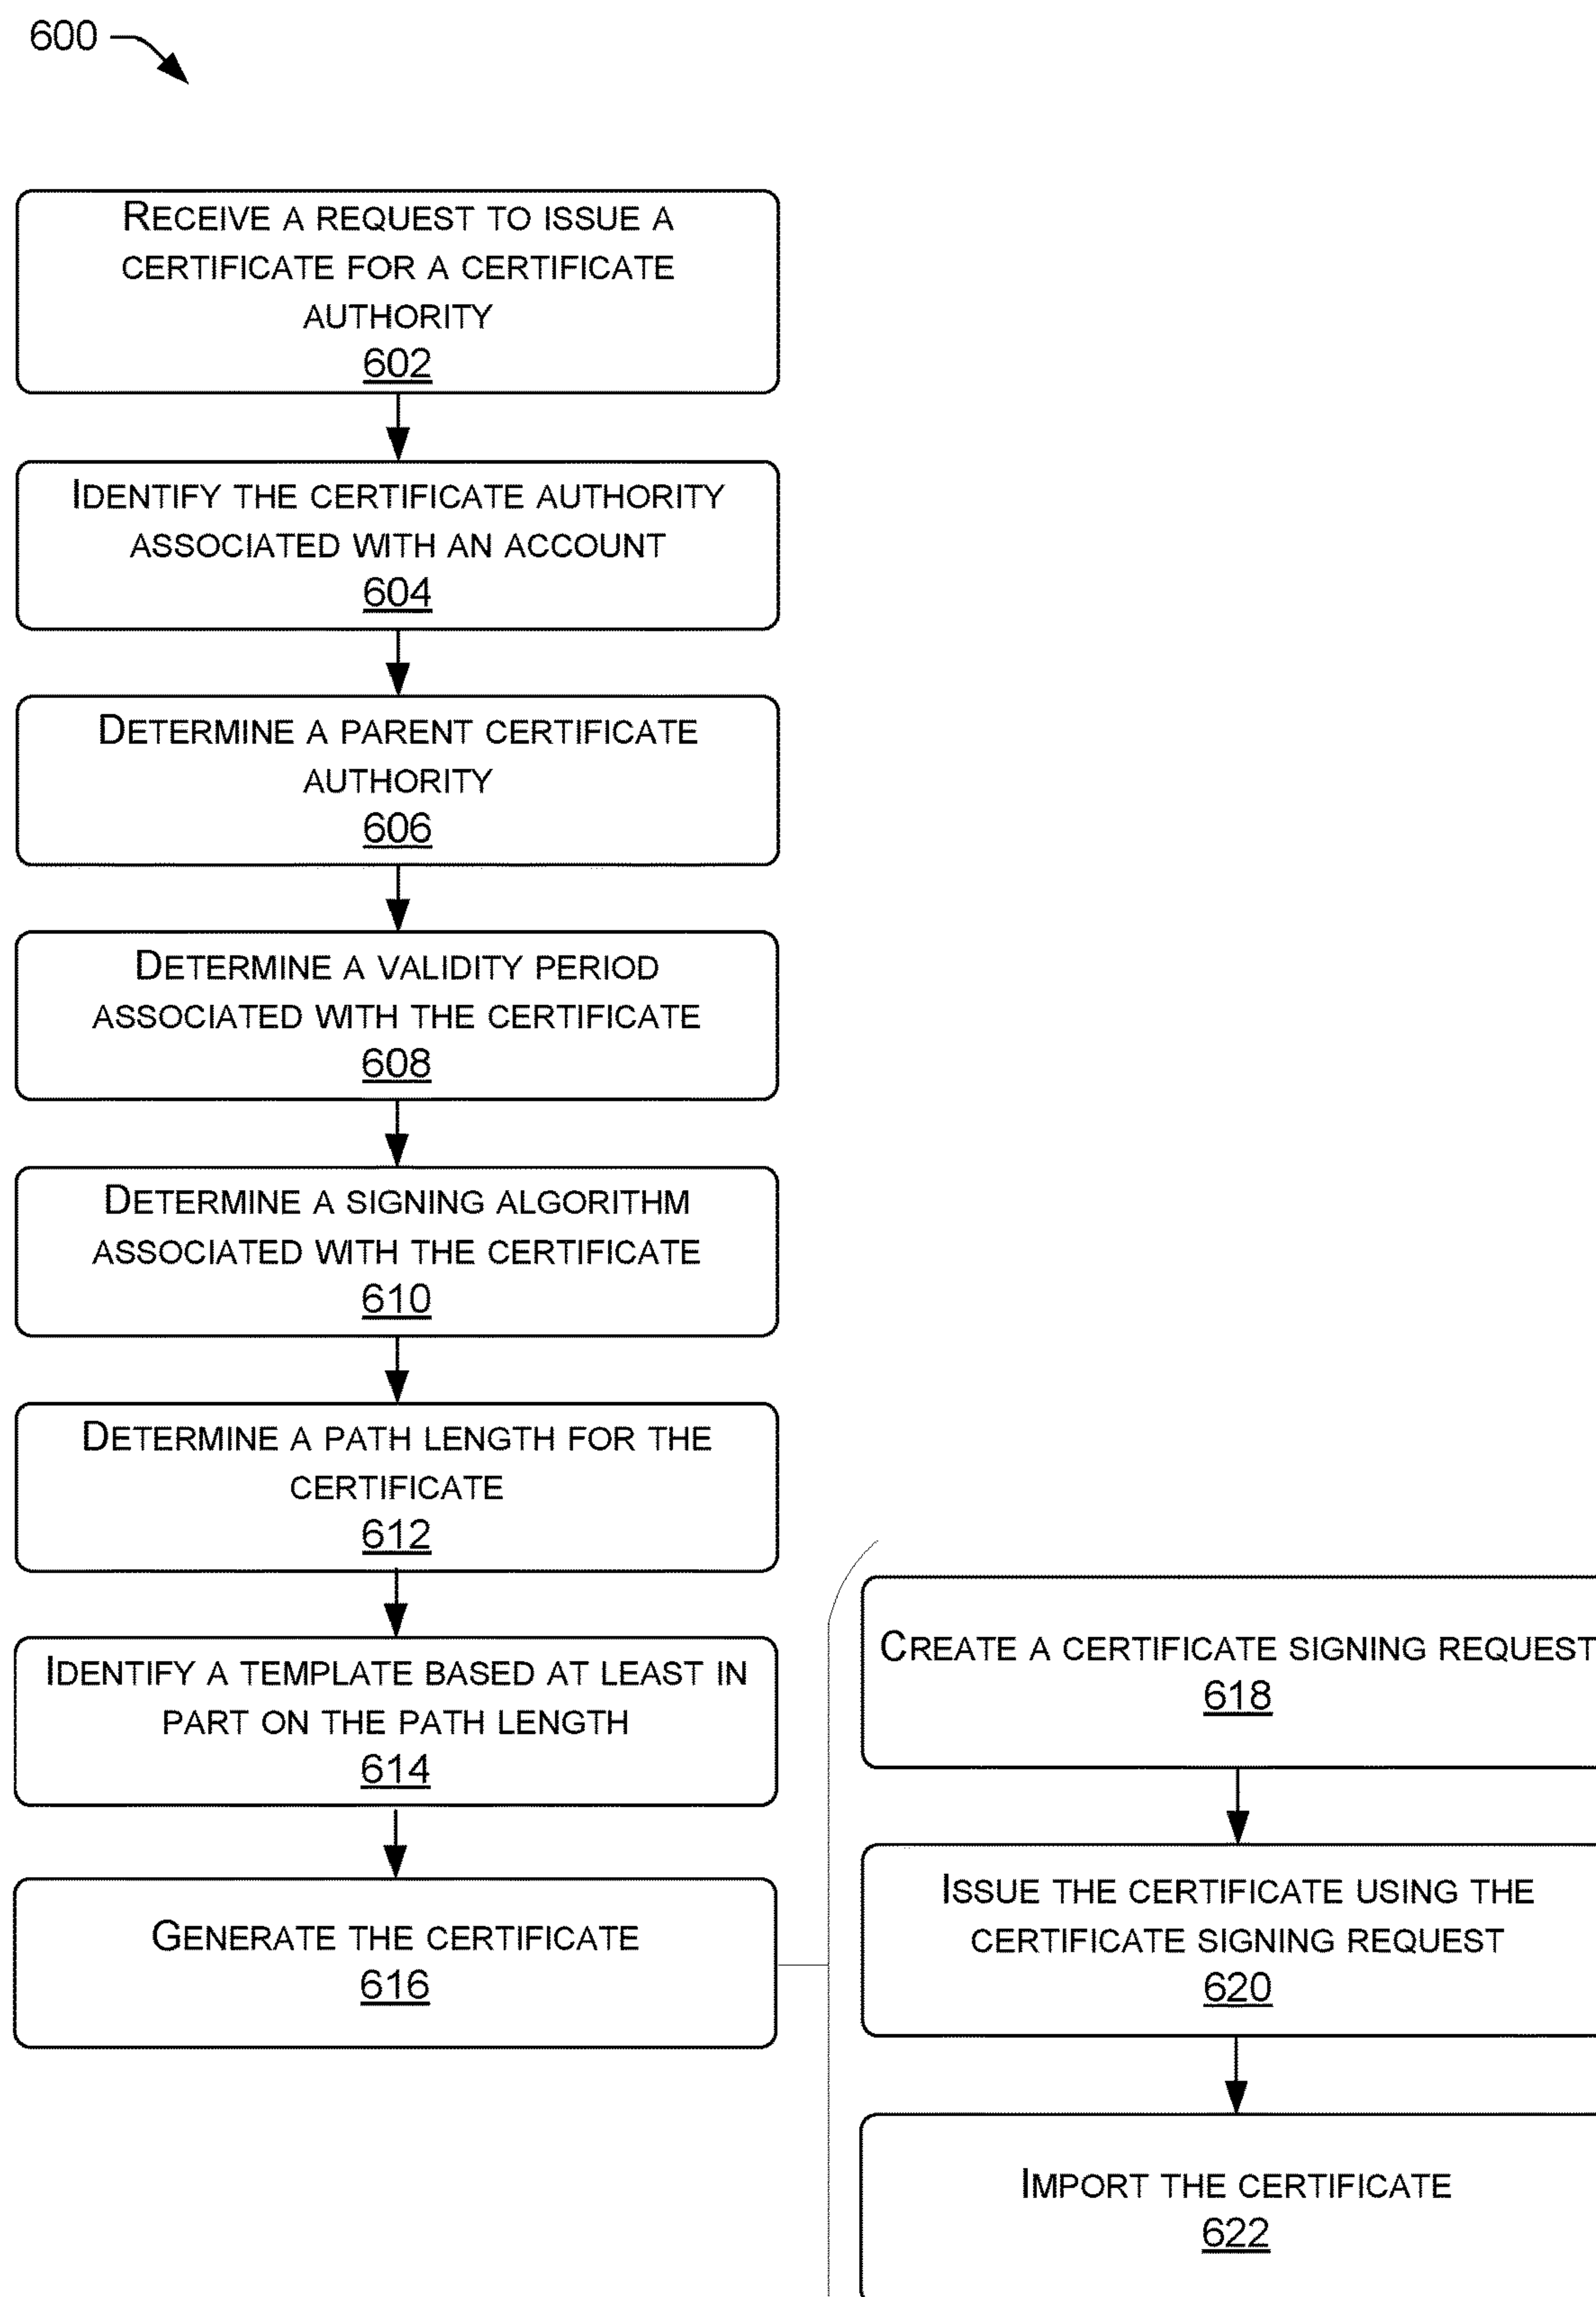 600
RECEIVE A REQUEST TO ISSUE A
CERTIFICATE FOR A CERTIFICATE
AUTHORITY
602
IDENTIFY THE CERTIFICATE AUTHORITY
ASSOCIATED WITH AN ACCOUNT
604
DETERMINE A PARENT CERTIFICATE
AUTHORITY
606
DETERMINE A VALIDITY PERIOD
ASSOCIATED WITH THE CERTIFICATE
608
DETERMINE A SIGNING ALGORITHM
ASSOCIATED WITH THE CERTIFICATE
610
DETERMINE A PATH LENGTH FOR THE
CERTIFICATE
612
IDENTIFY A TEMPLATE BASED AT LEAST IN
PART ON THE PATH LENGTH
614
GENERATE THE CERTIFICATE
616
CREATE A CERTIFICATE SIGNING REQUEST
618
ISSUE THE CERTIFICATE USING THE
CERTIFICATE SIGNING REQUEST
620
IMPORT THE CERTIFICATE
622